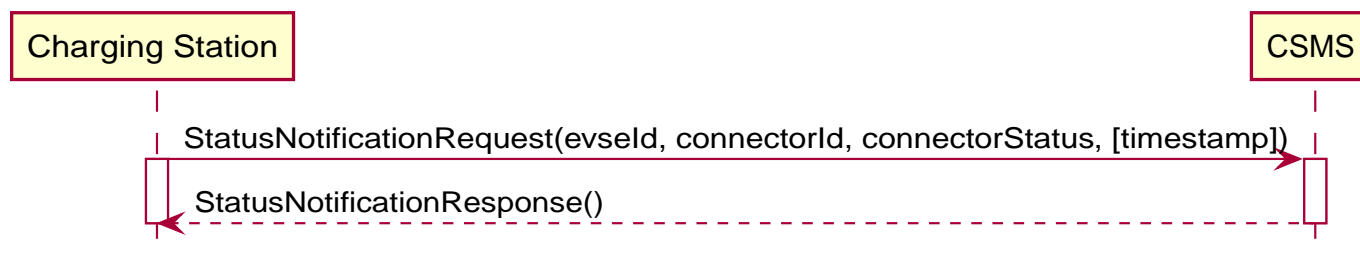 Charging Station
CSMS
StatusNotificationRequest(evseId, connectorId, connectorStatus, [timestamp])
StatusNotificationResponse()